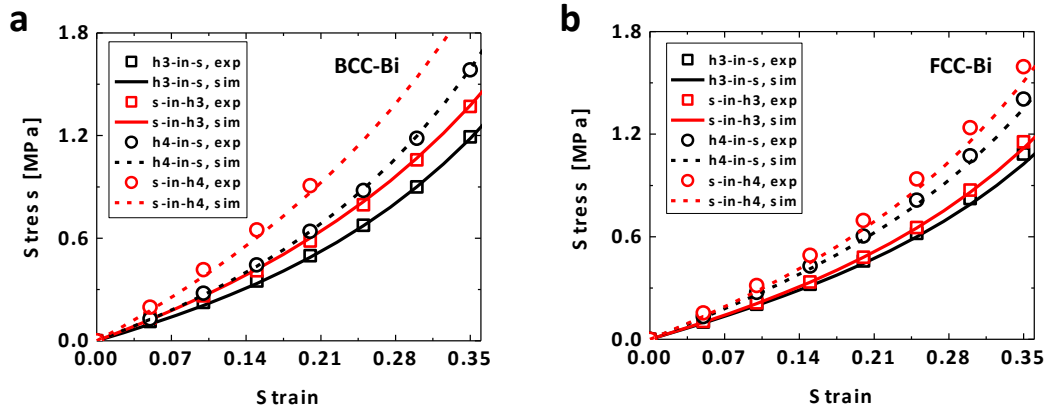 a
Stress [MPa]
1.8
1.2
0.6
0.0
h3-in-s, exp
h3-in-s, sim
s-in-h3, exp
s-in-h3, sim
h4-in-s, exp
h4-in-s, sim
s-in-h4, exp
s-in-h4, sim
BCC-Bi
0.00 0.07 0.14 0.21 0.28 0.35
Strain
b
Stress [MPa]
1.8
1.2
0.6
0.0
h3-in-s, exp
h3-in-s, sim
s-in-h3, exp
s-in-h3, sim
h4-in-s, exp
h4-in-s, sim
s-in-h4, exp
s-in-h4, sim
FCC-Bi
0.00 0.07 0.14 0.21 0.28 0.35
Strain